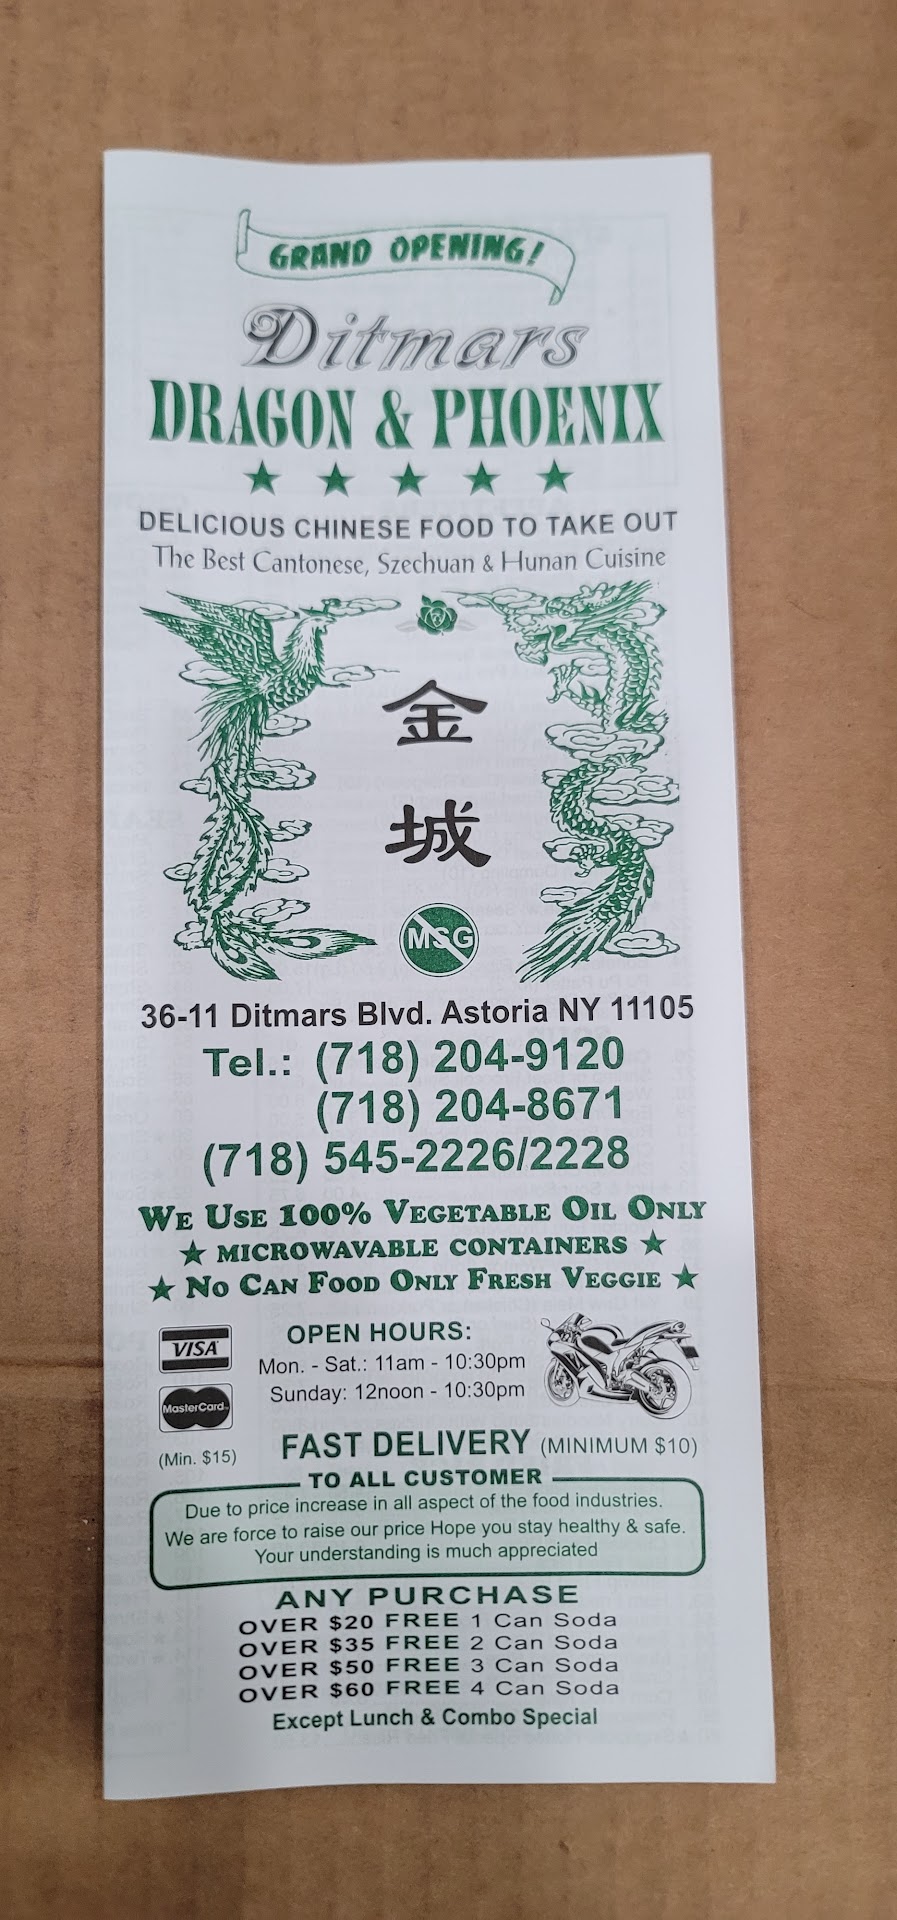 GRAND OPENING!
Ditmars
DRAGON & PHOENIX
DELICIOUS CHINESE FOOD TO TAKE OUT
The Best Cantonese, Szechuan & Hunan Cuisine
金
城
MSG
36-11 Ditmars Blvd. Astoria NY 11105
Tel.: (718) 204-9120
(718) 204-8671
(718) 545-2226/2228
WE USE 100% VEGETABLE OIL ONLY
★ MICROWAVABLE CONTAINERS ★
★ NO CAN FOOD ONLY FRESH VEGGIE ★
VISA
MasterCard
(Min. $15)
OPEN HOURS:
Mon. - Sat.: 11am - 10:30pm
Sunday: 12noon - 10:30pm
FAST DELIVERY (MINIMUM $10)
TO ALL CUSTOMER
Due to price increase in all aspect of the food industries.
We are force to raise our price Hope you stay healthy & safe.
Your understanding is much appreciated
ANY PURCHASE
OVER $20 FREE 1 Can Soda
OVER $35 FREE 2 Can Soda
OVER $50 FREE 3 Can Soda
OVER $60 FREE 4 Can Soda
Except Lunch & Combo Special